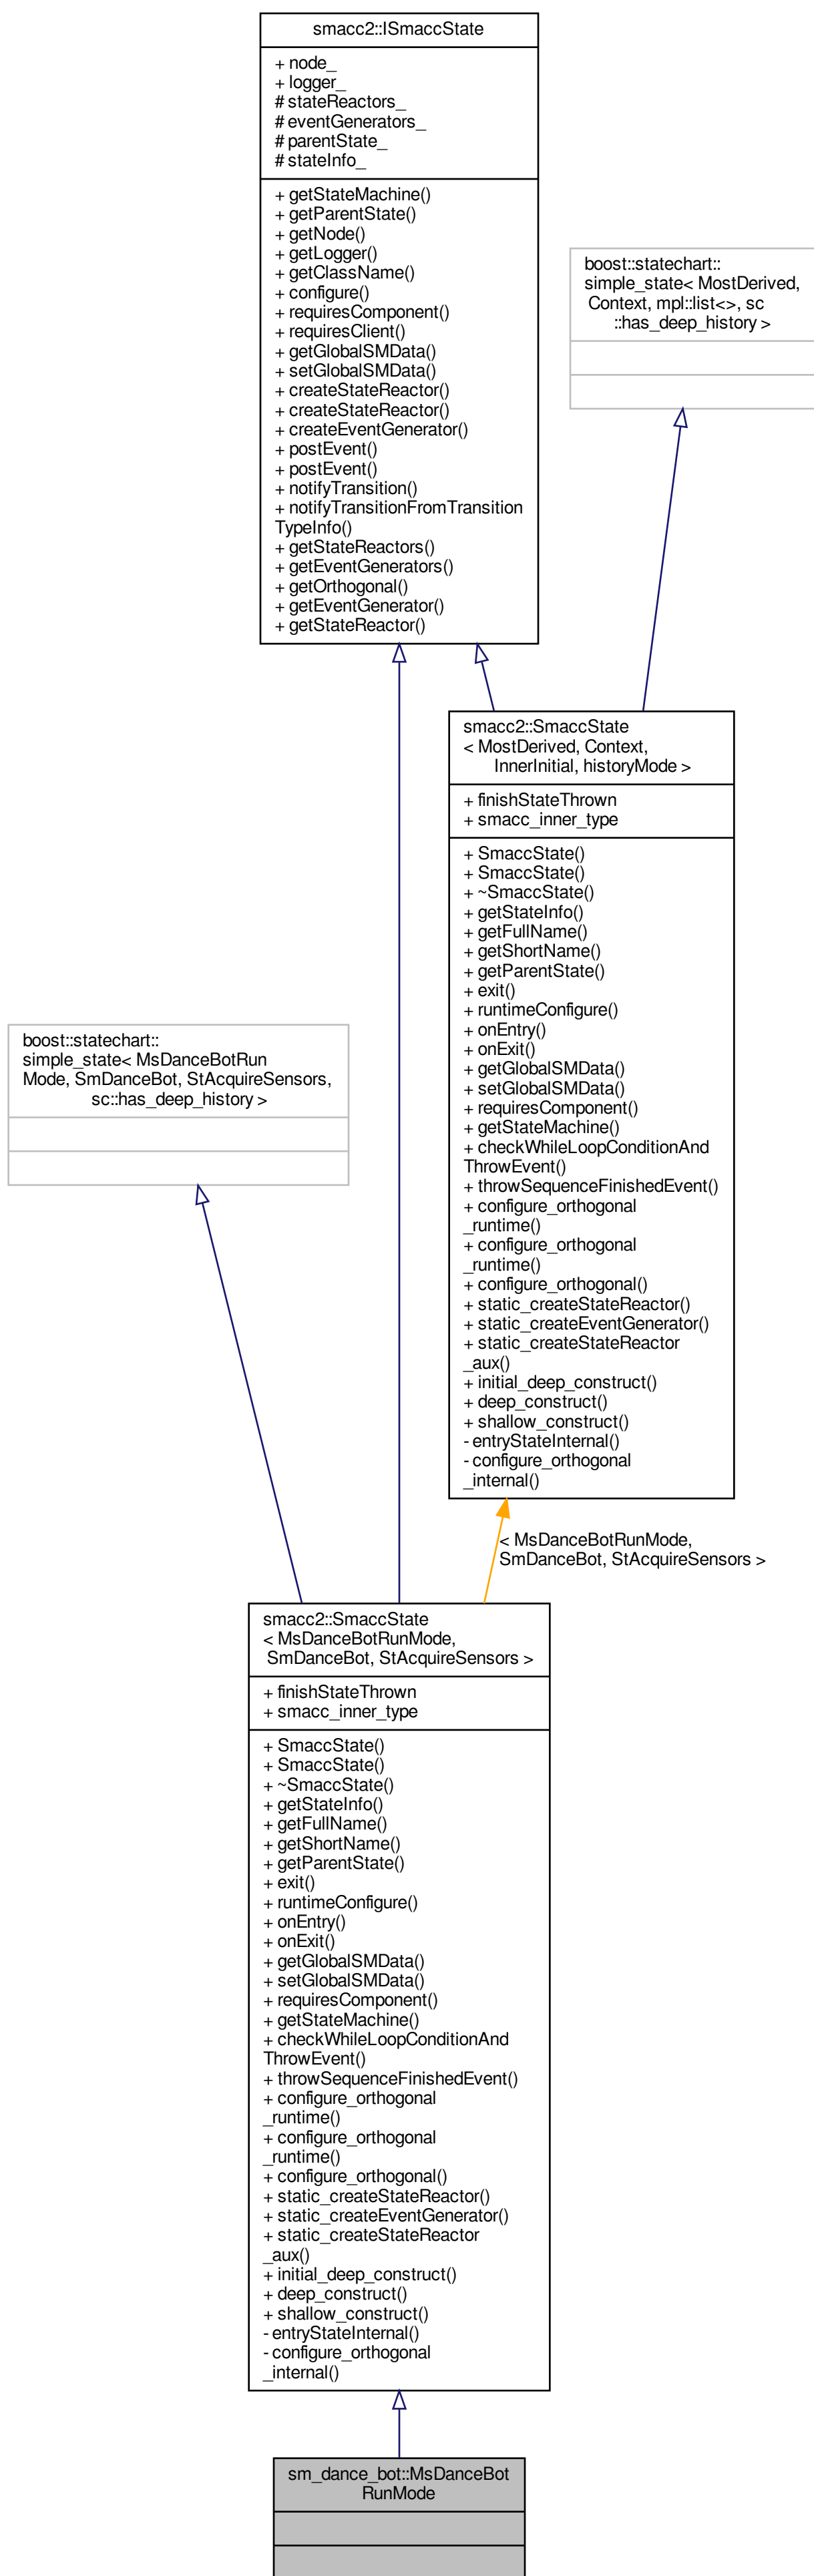 smacc2::ISmaccState
+ node_
+ logger_
# stateReactors_
# eventGenerators_
# parentState_
# stateInfo_
+ getStateMachine()
+ getParentState()
+ getNode()
+ getLogger()
+ getClassName()
+ configure()
+ requiresComponent()
+ requiresClient()
+ getGlobalSMData()
+ setGlobalSMData()
+ createStateReactor()
+ createStateReactor()
+ createEventGenerator()
+ postEvent()
+ postEvent()
+ notifyTransition()
+ notifyTransitionFromTransition
TypeInfo()
+ getStateReactors()
+ getEventGenerators()
+ getOrthogonal()
+ getEventGenerator()
+ getStateReactor()
boost::statechart::
simple_state< MostDerived,
Context, mpl::list<>, sc
::has_deep_history >
smacc2::SmaccState
< MostDerived, Context,
InnerInitial, historyMode >
+ finishStateThrown
+ smacc_inner_type
+ SmaccState()
+ SmaccState()
+ ~SmaccState()
+ getStateInfo()
+ getFullName()
+ getShortName()
+ getParentState()
+ exit()
+ runtimeConfigure()
+ onEntry()
+ onExit()
+ getGlobalSMData()
+ setGlobalSMData()
+ requiresComponent()
+ getStateMachine()
+ checkWhileLoopConditionAnd
ThrowEvent()
+ throwSequenceFinishedEvent()
+ configure_orthogonal
_runtime()
+ configure_orthogonal
_runtime()
+ configure_orthogonal()
+ static_createStateReactor()
+ static_createEventGenerator()
+ static_createStateReactor
_aux()
+ initial_deep_construct()
+ deep_construct()
+ shallow_construct()
- entryStateInternal()
- configure_orthogonal
_internal()
boost::statechart::
simple_state< MsDanceBotRun
Mode, SmDanceBot, StAcquireSensors,
sc::has_deep_history >
< MsDanceBotRunMode,
SmDanceBot, StAcquireSensors >
smacc2::SmaccState
< MsDanceBotRunMode,
SmDanceBot, StAcquireSensors >
+ finishStateThrown
+ smacc_inner_type
+ SmaccState()
+ SmaccState()
+ ~SmaccState()
+ getStateInfo()
+ getFullName()
+ getShortName()
+ getParentState()
+ exit()
+ runtimeConfigure()
+ onEntry()
+ onExit()
+ getGlobalSMData()
+ setGlobalSMData()
+ requiresComponent()
+ getStateMachine()
+ checkWhileLoopConditionAnd
ThrowEvent()
+ throwSequenceFinishedEvent()
+ configure_orthogonal
_runtime()
+ configure_orthogonal
_runtime()
+ configure_orthogonal()
+ static_createStateReactor()
+ static_createEventGenerator()
+ static_createStateReactor
_aux()
+ initial_deep_construct()
+ deep_construct()
+ shallow_construct()
- entryStateInternal()
- configure_orthogonal
_internal()
sm_dance_bot::MsDanceBot
RunMode